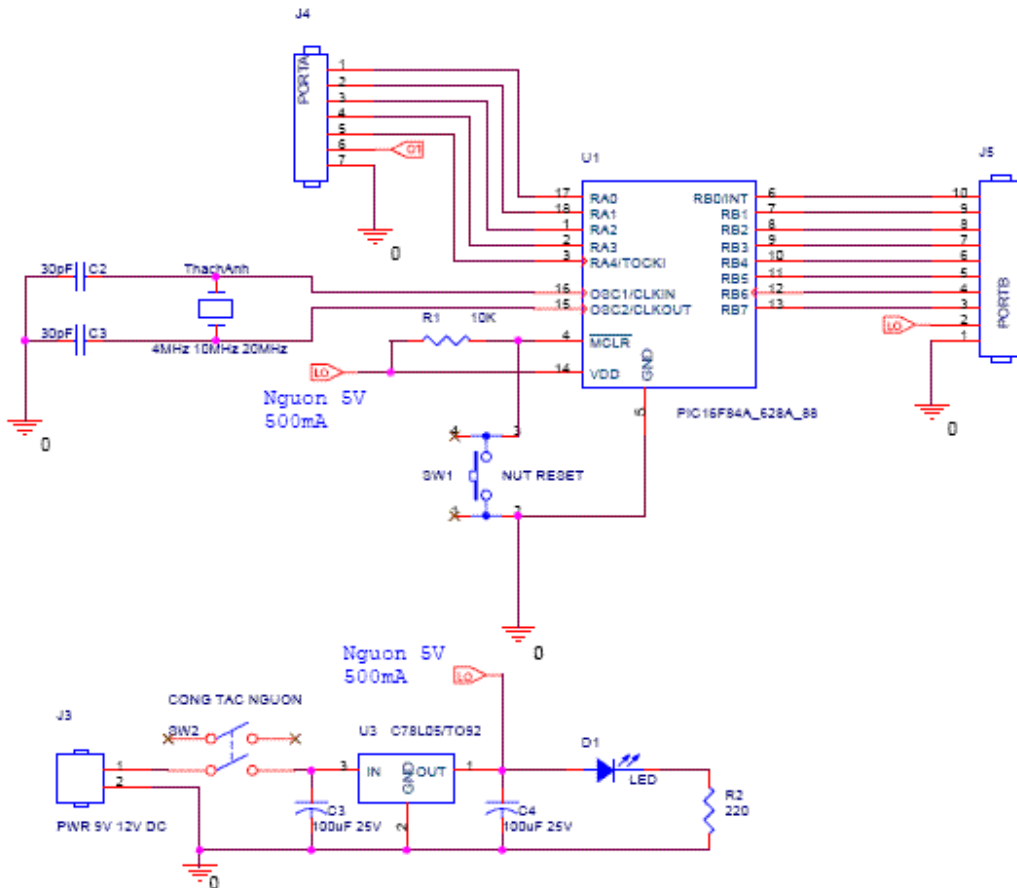 J4
PORTA
1
2
3
4
5
6
7
0
U1
J5
17 RA0 RB0/INT 6 10
18 RA1 RB1 7 9
1 RA2 RB2 8 8
2 RA3 RB3 9 7
3 RA4/TOCKI RB4 10 6
RB5 11 5
16 OSC1/CLKIN RB6 12 4
15 OSC2/CLKOUT RB7 13 3
2
1
PORTB
LO
0
4 MCLR
14 VDD
GND
5
PIC16F84A_628A_88
30pF C2
ThachAnh
30pF C3
4MHz 10MHz 20MHz
0
R1 10K
LO
Nguon 5V
500mA
4 3
SW1 NUT RESET
2
0
Nguon 5V
500mA
LO
CONG TAC NGUON
SW2
J3
1
2
PWR 9V 12V DC
U3 C78L05/TO92
3 IN OUT 1
GND
2
C3
100uF 25V
C4
100uF 25V
D1
LED
R2
220
0